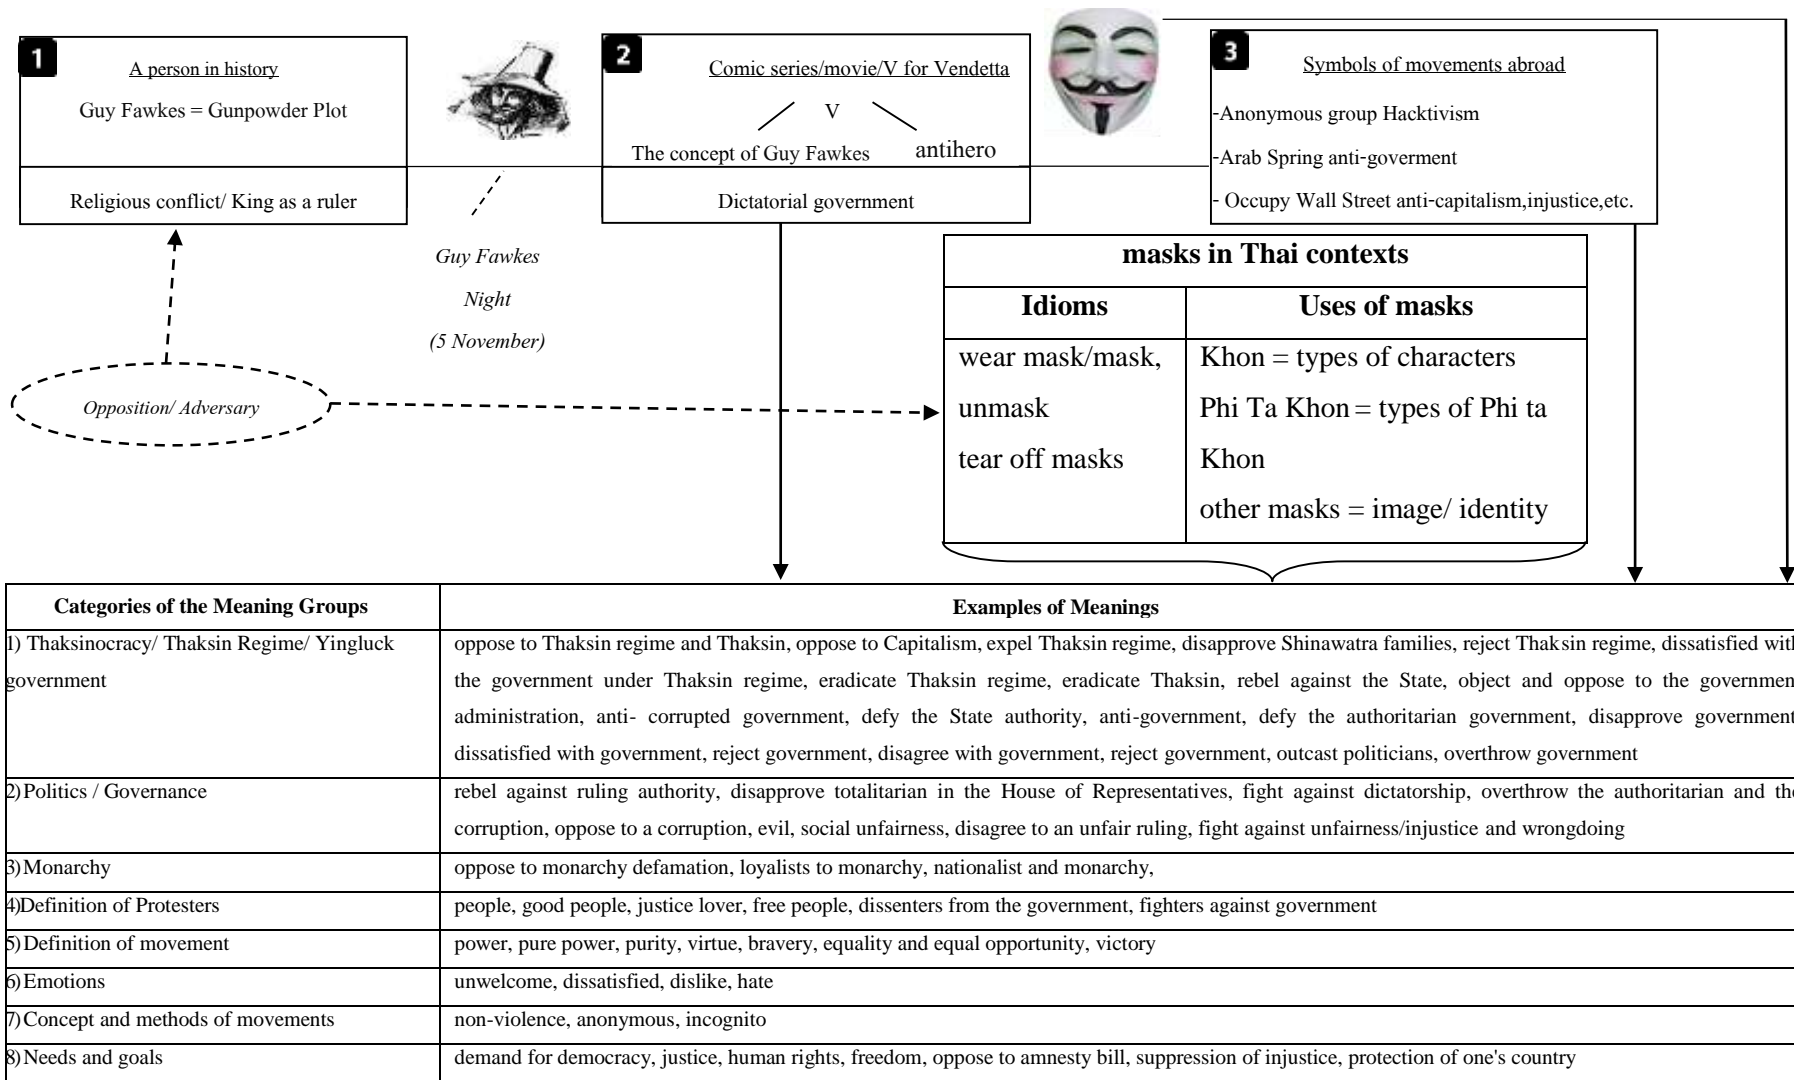 1
A person in history
Guy Fawkes = Gunpowder Plot
Religious conflict/ King as a ruler
Guy Fawkes
Night
(5 November)
Opposition/ Adversary
2
Comic series/movie/V for Vendetta
V
The concept of Guy Fawkes antihero
Dictatorial government
3
Symbols of movements abroad
-Anonymous group Hacktivism
-Arab Spring anti-goverment
- Occupy Wall Street anti-capitalism,injustice,etc.
masks in Thai contexts
Idioms
Uses of masks
wear mask/mask,
unmask
tear off masks
Khon = types of characters
Phi Ta Khon = types of Phi ta
Khon
other masks = image/ identity
Categories of the Meaning Groups
Examples of Meanings
1) Thaksinocracy/ Thaksin Regime/ Yingluck
government
oppose to Thaksin regime and Thaksin, oppose to Capitalism, expel Thaksin regime, disapprove Shinawatra families, reject Thaksin regime, dissatisfied with
the government under Thaksin regime, eradicate Thaksin regime, eradicate Thaksin, rebel against the State, object and oppose to the governmen
administration, anti- corrupted government, defy the State authority, anti-government, defy the authoritarian government, disapprove government
dissatisfied with government, reject government, disagree with government, reject government, outcast politicians, overthrow government
2) Politics / Governance
rebel against ruling authority, disapprove totalitarian in the House of Representatives, fight against dictatorship, overthrow the authoritarian and the
corruption, oppose to a corruption, evil, social unfairness, disagree to an unfair ruling, fight against unfairness/injustice and wrongdoing
3) Monarchy
oppose to monarchy defamation, loyalists to monarchy, nationalist and monarchy,
4)Definition of Protesters
people, good people, justice lover, free people, dissenters from the government, fighters against government
5) Definition of movement
power, pure power, purity, virtue, bravery, equality and equal opportunity, victory
6) Emotions
unwelcome, dissatisfied, dislike, hate
7) Concept and methods of movements
non-violence, anonymous, incognito
8) Needs and goals
demand for democracy, justice, human rights, freedom, oppose to amnesty bill, suppression of injustice, protection of one's country